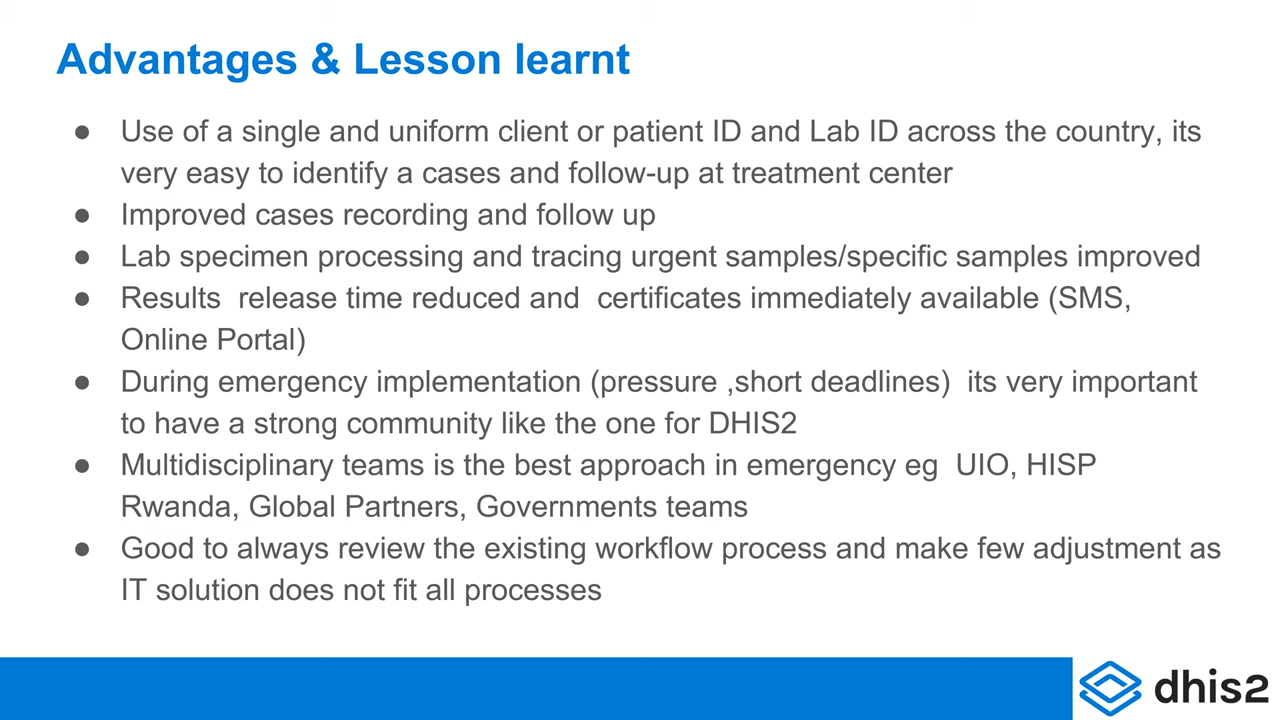 Advantages & Lesson learnt
● Use of a single and uniform client or patient ID and Lab ID across the country, its
very easy to identify a cases and follow-up at treatment center
● Improved cases recording and follow up
● Lab specimen processing and tracing urgent samples/specific samples improved
● Results  release time reduced and  certificates immediately available (SMS,
Online Portal)
● During emergency implementation (pressure ,short deadlines)  its very important
to have a strong community like the one for DHIS2
● Multidisciplinary teams is the best approach in emergency eg  UIO, HISP
Rwanda, Global Partners, Governments teams
● Good to always review the existing workflow process and make few adjustment as
IT solution does not fit all processes
dhis2